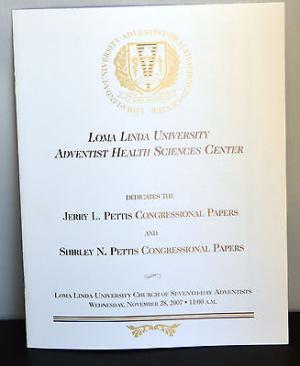 LOMA LINDA UNIVERSITY
ADVENTIST HEALTH SCIENCES CENTER
DEDICATES THE
JERRY L. PETTIS CONGRESSIONAL PAPERS
AND
SHIRLEY N. PETTIS CONGRESSIONAL PAPERS
LOMA LINDA UNIVERSITY CHURCH OF SEVENTH-DAY ADVENTISTS
WEDNESDAY, NOVEMBER 28, 2007 • 11:00 A.M.